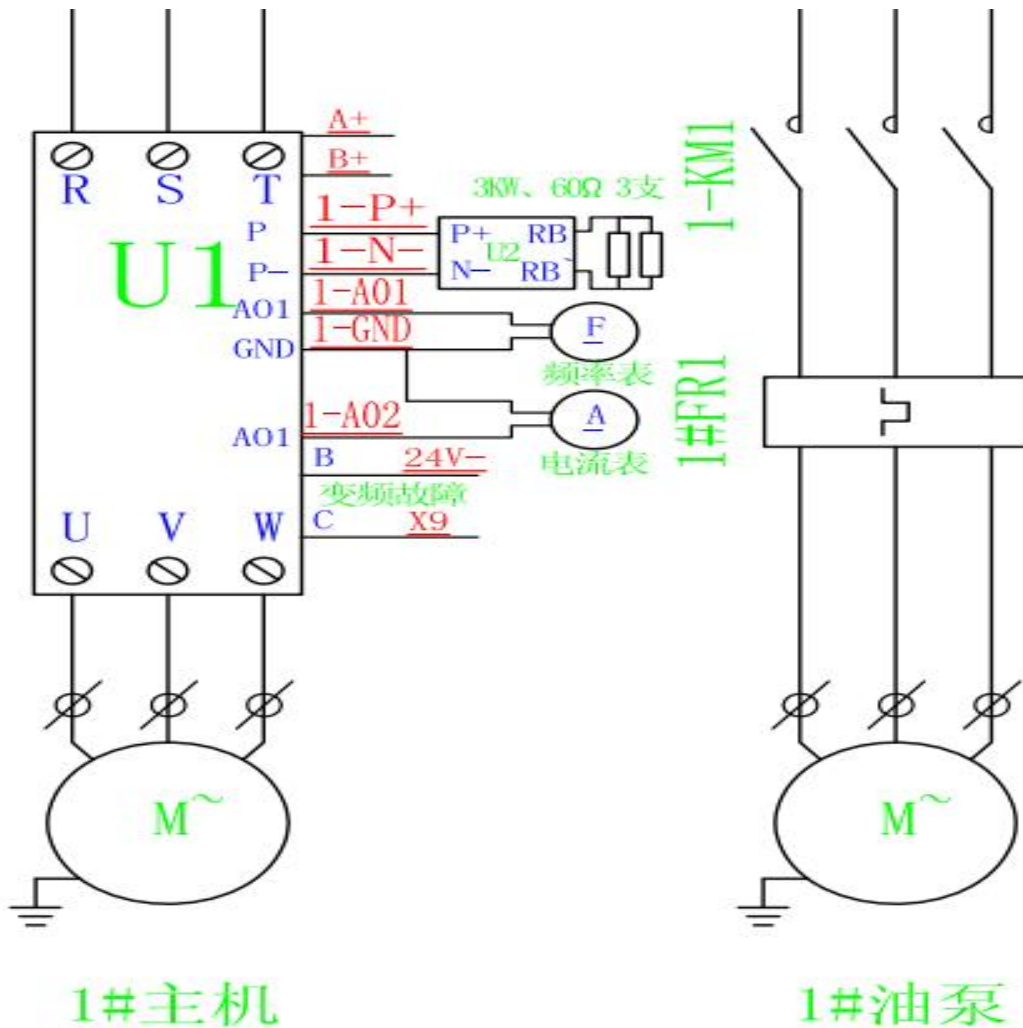 A+
B+
R S T
3KW、60Ω 3支
1-KM1
U1
P 1-P+
P+ RB
U2
P- 1-N-
N- RB`
AO1 1-AO1
F
GND 1-GND
频率表
1#FR1
1-AO2
A
AO1
电流表
B 24V-
变频故障
C X9
U V W
M~
M~
1#主机
1#油泵